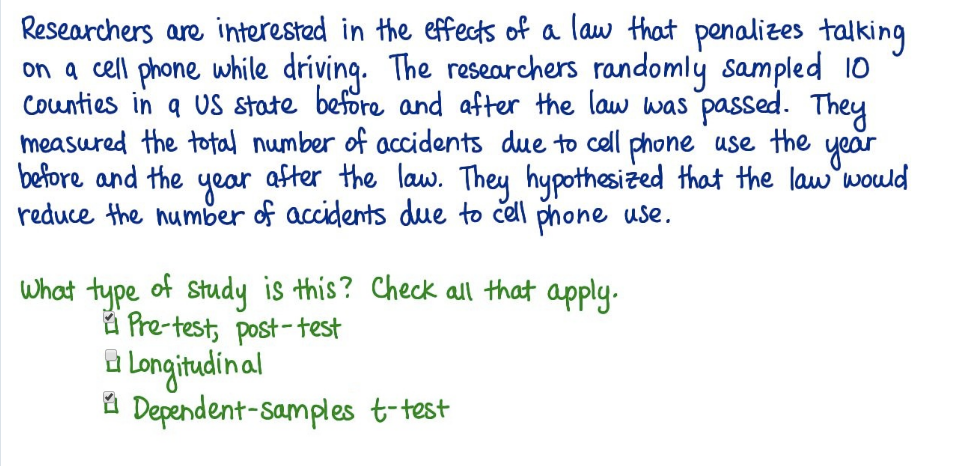 Researchers are interested in the effects of a law that penalizes talking
on a cell phone while driving. The researchers randomly sampled 10
Counties in a US state before and after the law was passed. They
measured the total number of accidents due to cell phone use the year
before and the year after the law. They hypothesized that the law would
reduce the number of accidents due to cell phone use.
What type of study is this? Check all that apply.
Pre-test, post-test
Longitudinal
Dependent-samples t-test